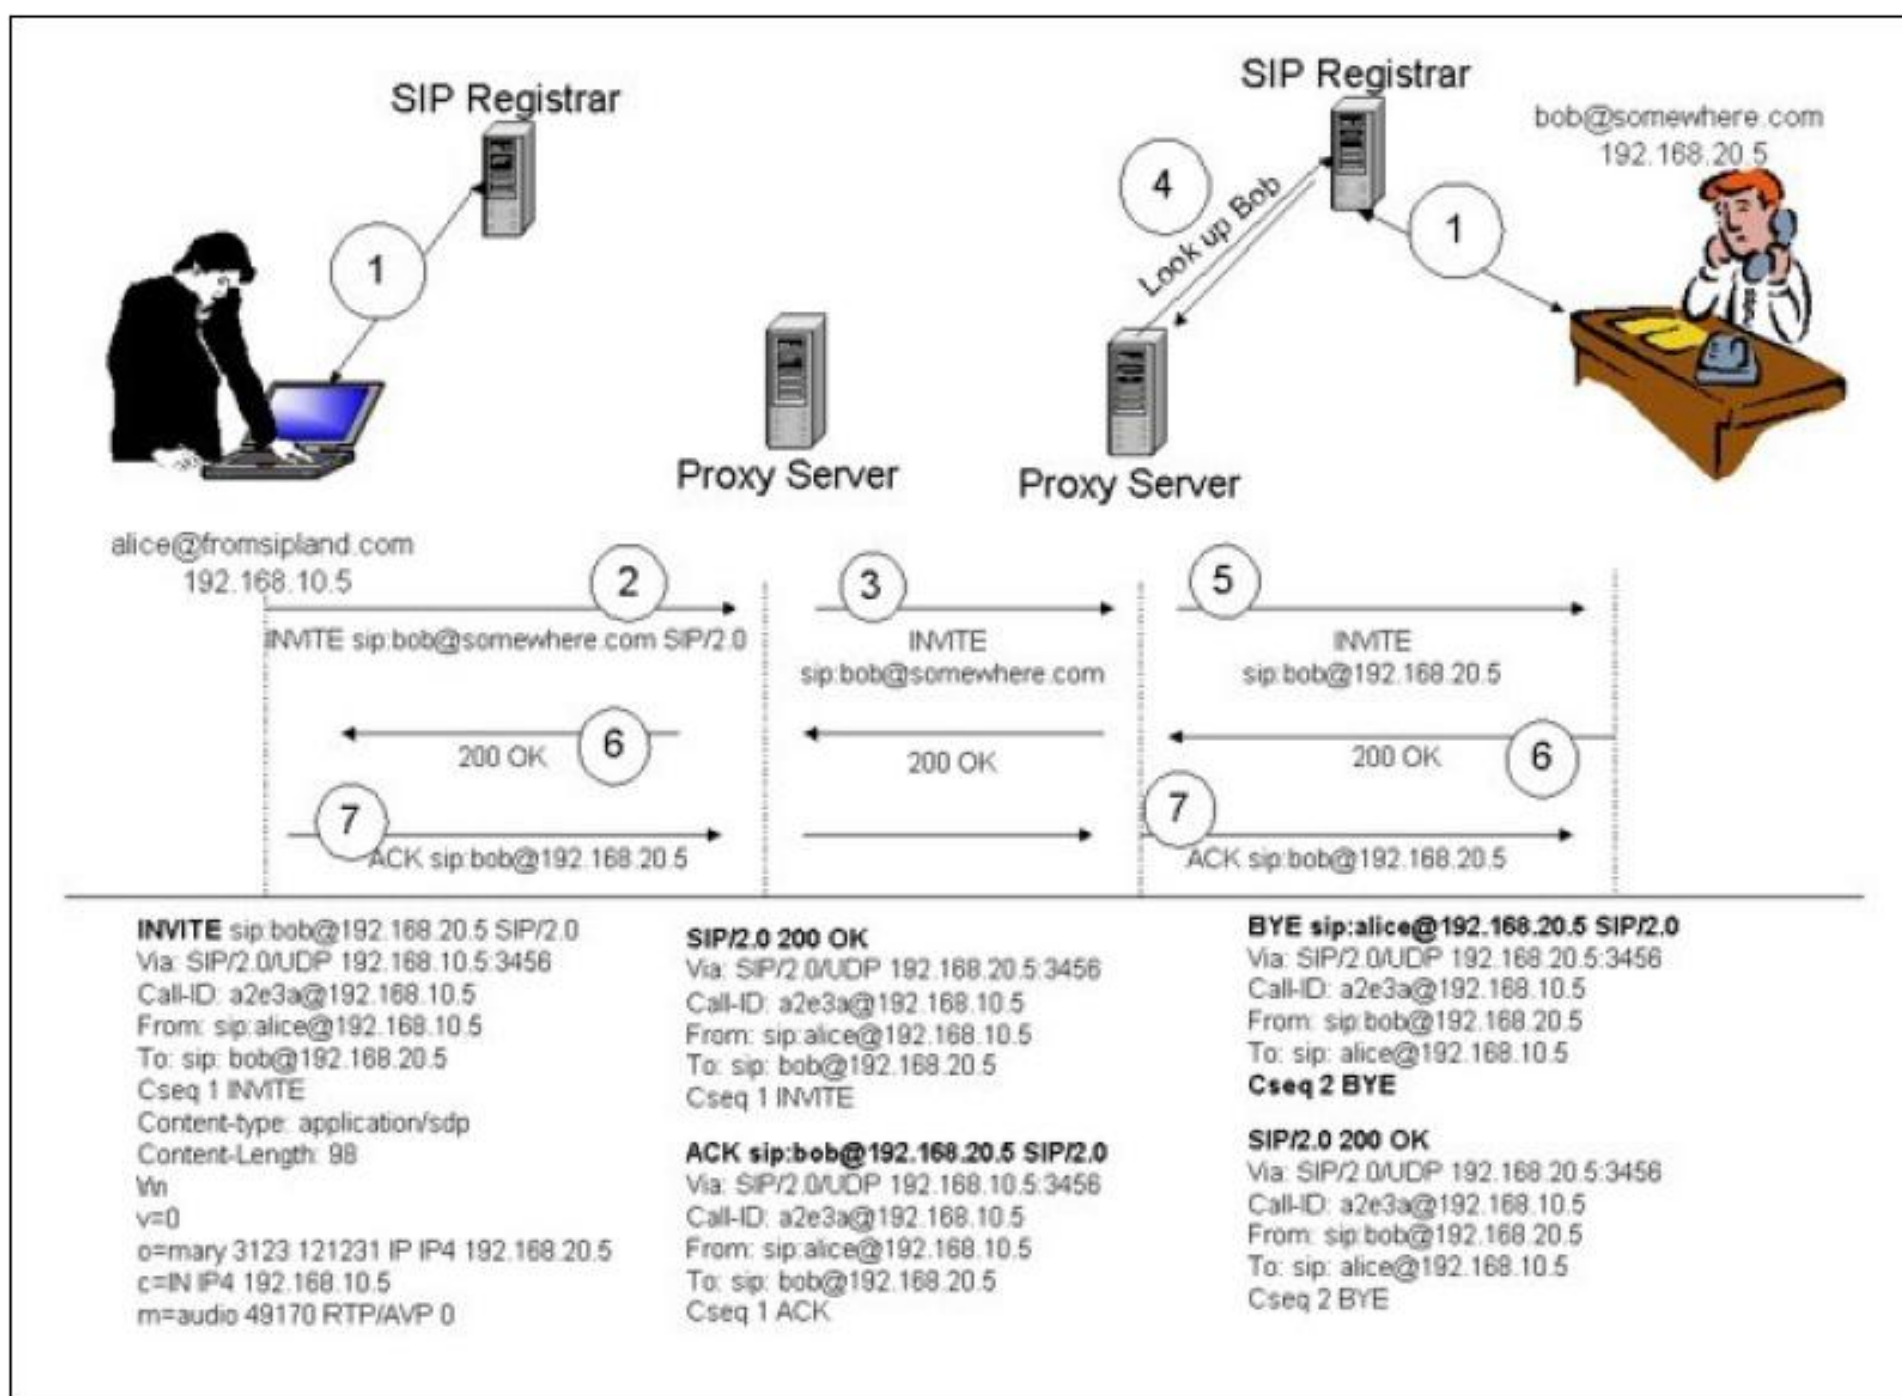 SIP Registrar
SIP Registrar
bob@somewhere.com
192.168.20.5
4
Look up Bob
1
1
Proxy Server
Proxy Server
alice@fromsipland.com
192.168.10.5
2
3
5
INVITE sip:bob@somewhere.com SIP/2.0
INVITE
sip:bob@somewhere.com
INVITE
sip:bob@192.168.20.5
6
200 OK
200 OK
200 OK
6
7
ACK sip:bob@192.168.20.5
7
ACK sip:bob@192.168.20.5
INVITE sip:bob@192.168.20.5 SIP/2.0
Via: SIP/2.0/UDP 192.168.10.5:3456
Call-ID: a2e3a@192.168.10.5
From: sip:alice@192.168.10.5
To: sip: bob@192.168.20.5
Cseq 1 INVITE
Content-type: application/sdp
Content-Length: 98
v=0
o=mary 3123 121231 IP IP4 192.168.20.5
c=IN IP4 192.168.10.5
m=audio 49170 RTP/AVP 0
SIP/2.0 200 OK
Via: SIP/2.0/UDP 192.168.20.5:3456
Call-ID: a2e3a@192.168.10.5
From: sip:alice@192.168.10.5
To: sip: bob@192.168.20.5
Cseq 1 INVITE
ACK sip:bob@192.168.20.5 SIP/2.0
Via: SIP/2.0/UDP 192.168.10.5:3456
Call-ID: a2e3a@192.168.10.5
From: sip:alice@192.168.10.5
To: sip: bob@192.168.20.5
Cseq 1 ACK
BYE sip:alice@192.168.20.5 SIP/2.0
Via: SIP/2.0/UDP 192.168.20.5:3456
Call-ID: a2e3a@192.168.10.5
From: sip:bob@192.168.20.5
To: sip: alice@192.168.10.5
Cseq 2 BYE
SIP/2.0 200 OK
Via: SIP/2.0/UDP 192.168.20.5:3456
Call-ID: a2e3a@192.168.10.5
From: sip:bob@192.168.20.5
To: sip: alice@192.168.10.5
Cseq 2 BYE